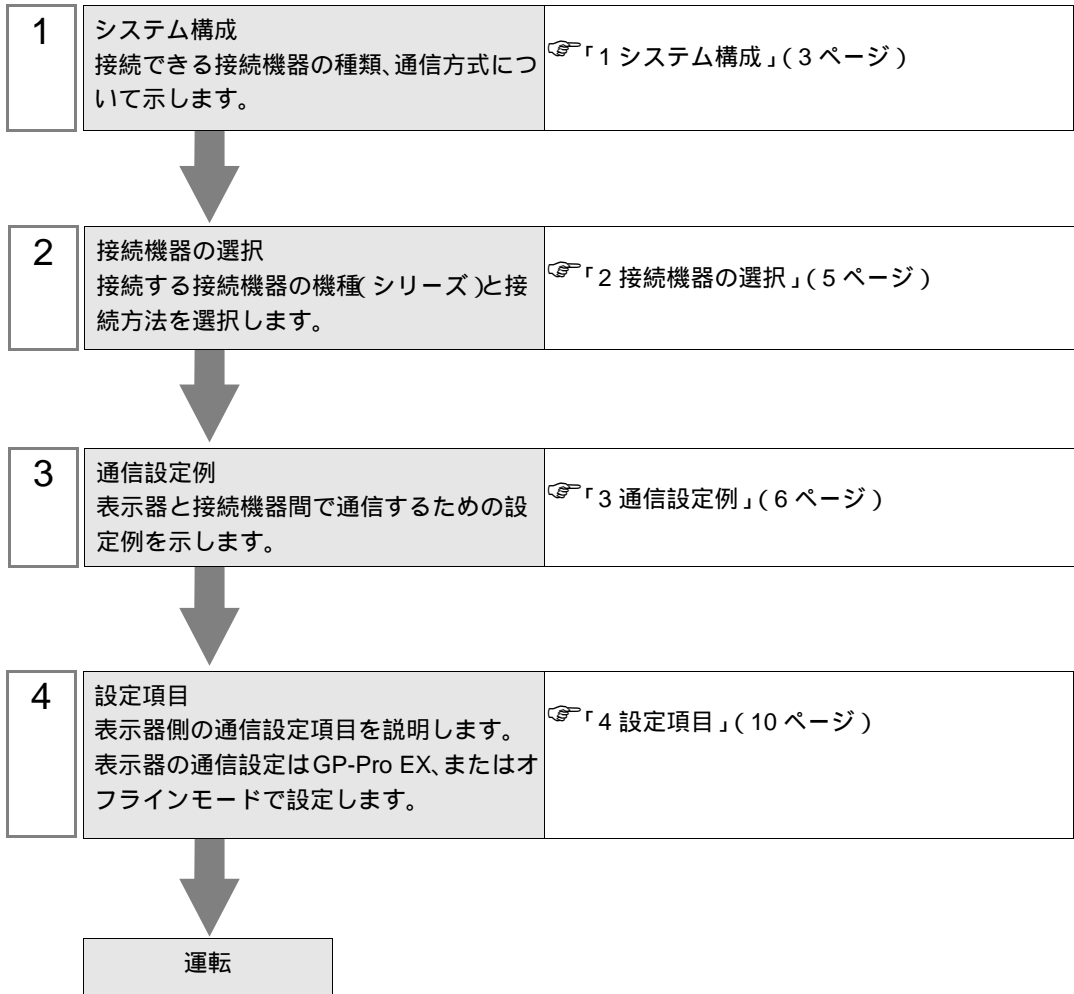 1
システム構成
接続できる接続機器の種類、通信方式につ
いて示します。
☞「1 システム構成」(3 ページ)
2
接続機器の選択
接続する接続機器の機種(シリーズ)と接
続方法を選択します。
☞「2 接続機器の選択」(5 ページ)
3
通信設定例
表示器と接続機器間で通信するための設
定例を示します。
☞「3 通信設定例」(6 ページ)
4
設定項目
表示器側の通信設定項目を説明します。
表示器の通信設定はGP-Pro EX、またはオ
フラインモードで設定します。
☞「4 設定項目」(10 ページ)
運転